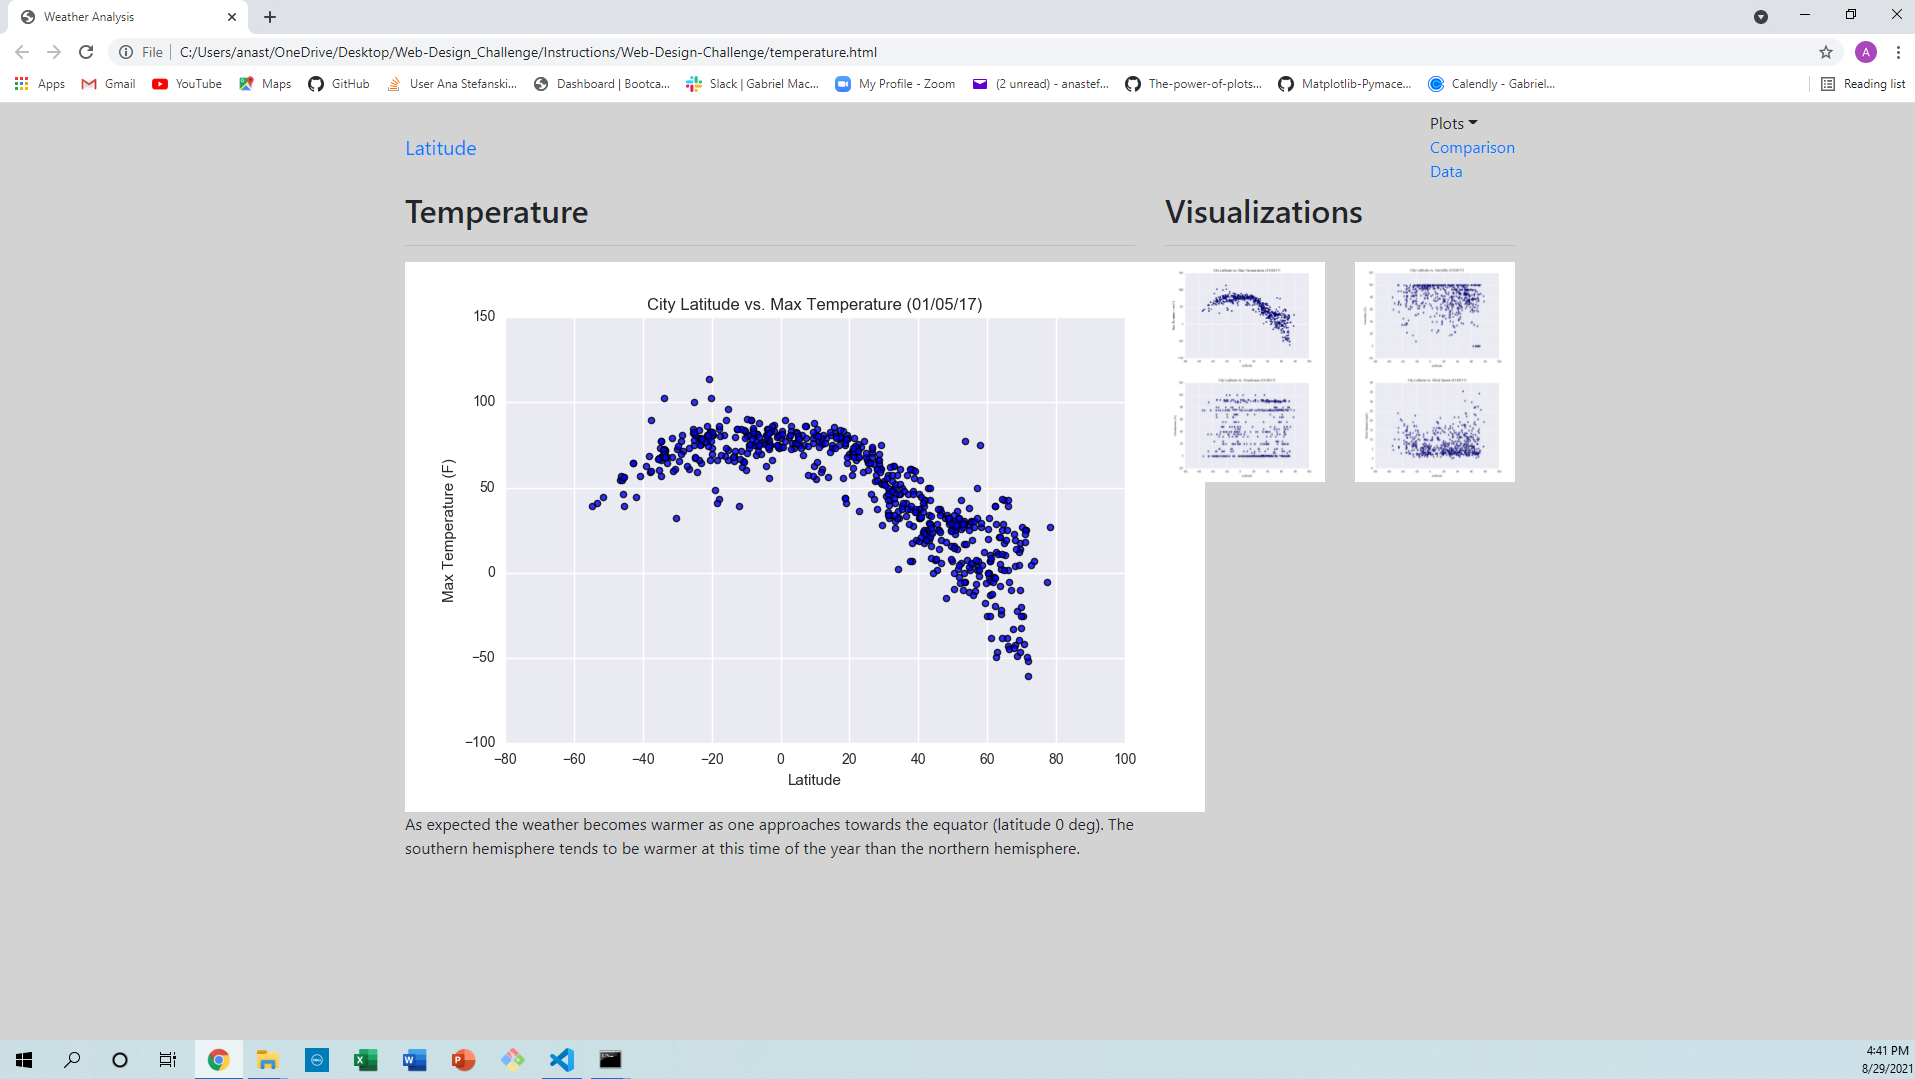 Weather Analysis
File
C:/Users/anast/OneDrive/Desktop/Web-Design_Challenge/Instructions/Web-Design-Challenge/temperature.html
A
Apps
Gmail
YouTube
Maps
GitHub
User Ana Stefanski...
Dashboard | Bootca...
Slack | Gabriel Mac...
My Profile - Zoom
(2 unread) - anastef...
The-power-of-plots...
Matplotlib-Pymace...
Calendly - Gabriel...
Reading list
Latitude
Plots
Comparison
Data
Temperature
Visualizations
City Latitude vs. Max Temperature (01/05/17)
150
100
50
0
−50
−100
Max Temperature (F)
−80
−60
−40
−20
0
20
40
60
80
100
Latitude
As expected the weather becomes warmer as one approaches towards the equator (latitude 0 deg). The
southern hemisphere tends to be warmer at this time of the year than the northern hemisphere.
4:41 PM
8/29/2021